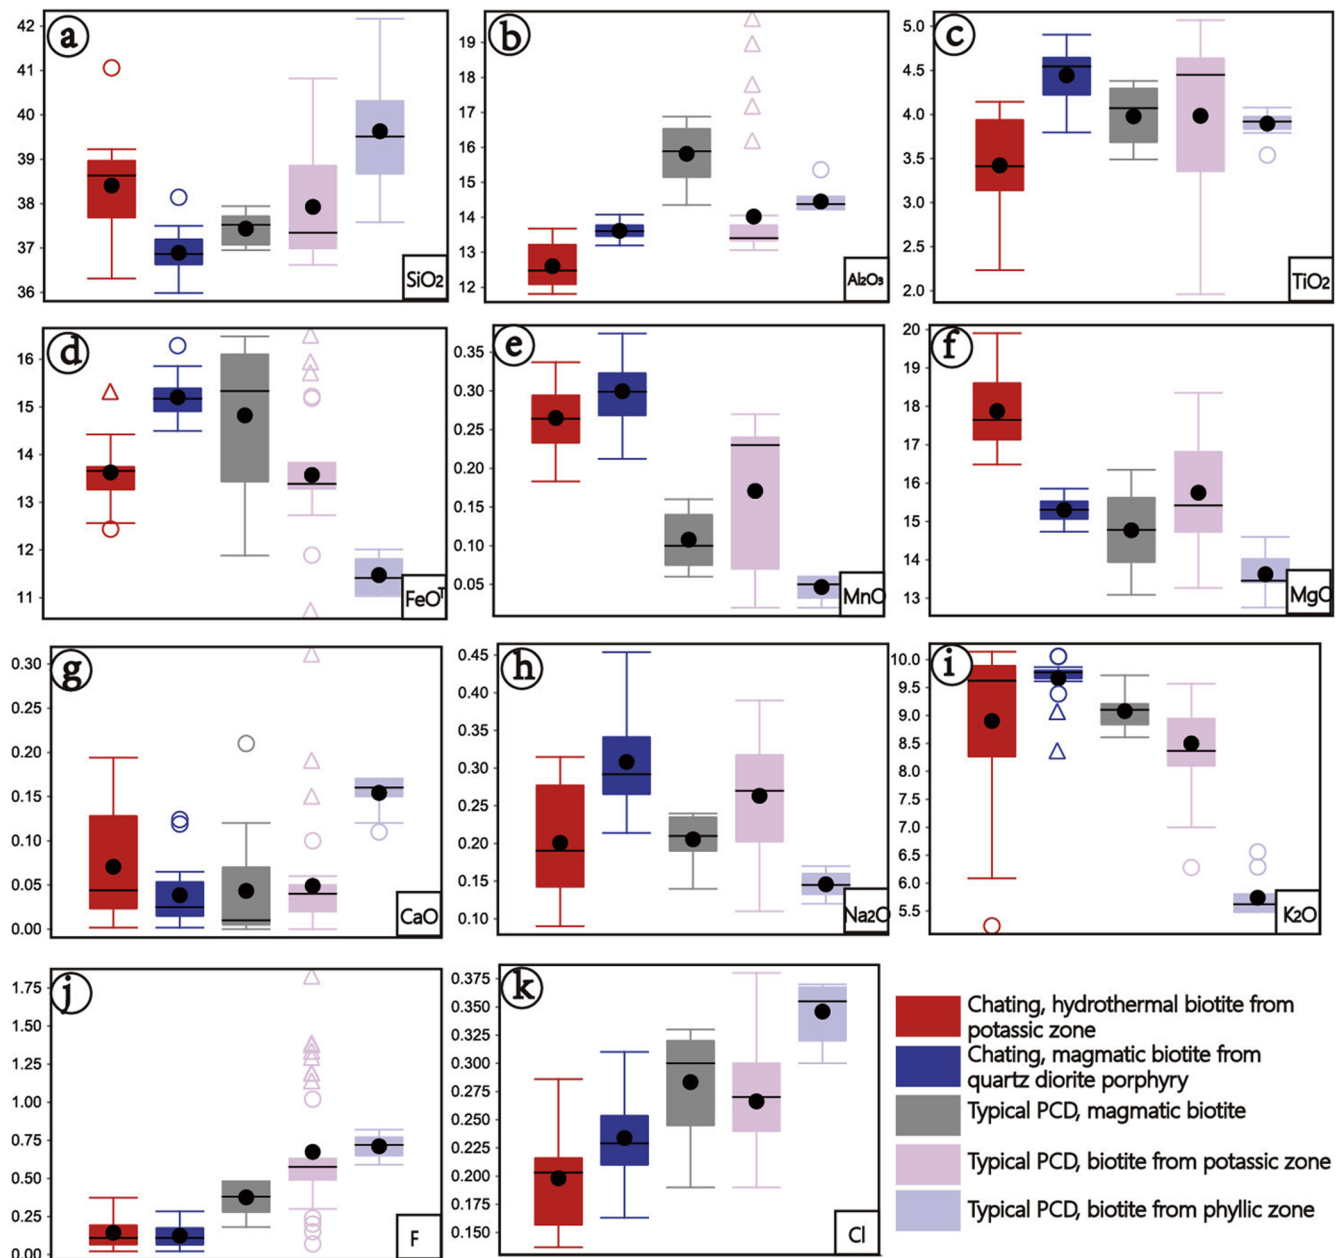 a
42
41
40
39
38
37
36
SiO₂
b
19
18
17
16
15
14
13
12
Al₂O₃
c
5.0
4.5
4.0
3.5
3.0
2.5
2.0
TiO₂
d
16
15
14
13
12
11
FeOᵀ
e
0.35
0.30
0.25
0.20
0.15
0.10
0.05
MnO
f
20
19
18
17
16
15
14
13
MgO
g
0.30
0.25
0.20
0.15
0.10
0.05
0.00
CaO
h
0.45
0.40
0.35
0.30
0.25
0.20
0.15
0.10
Na₂O
i
10.0
9.5
9.0
8.5
8.0
7.5
7.0
6.5
6.0
5.5
K₂O
j
1.75
1.50
1.25
1.00
0.75
0.50
0.25
0.00
F
k
0.375
0.350
0.325
0.300
0.275
0.250
0.225
0.200
0.175
0.150
Cl
Chating, hydrothermal biotite from
potassic zone
Chating, magmatic biotite from
quartz diorite porphyry
Typical PCD, magmatic biotite
Typical PCD, biotite from potassic zone
Typical PCD, biotite from phyllic zone